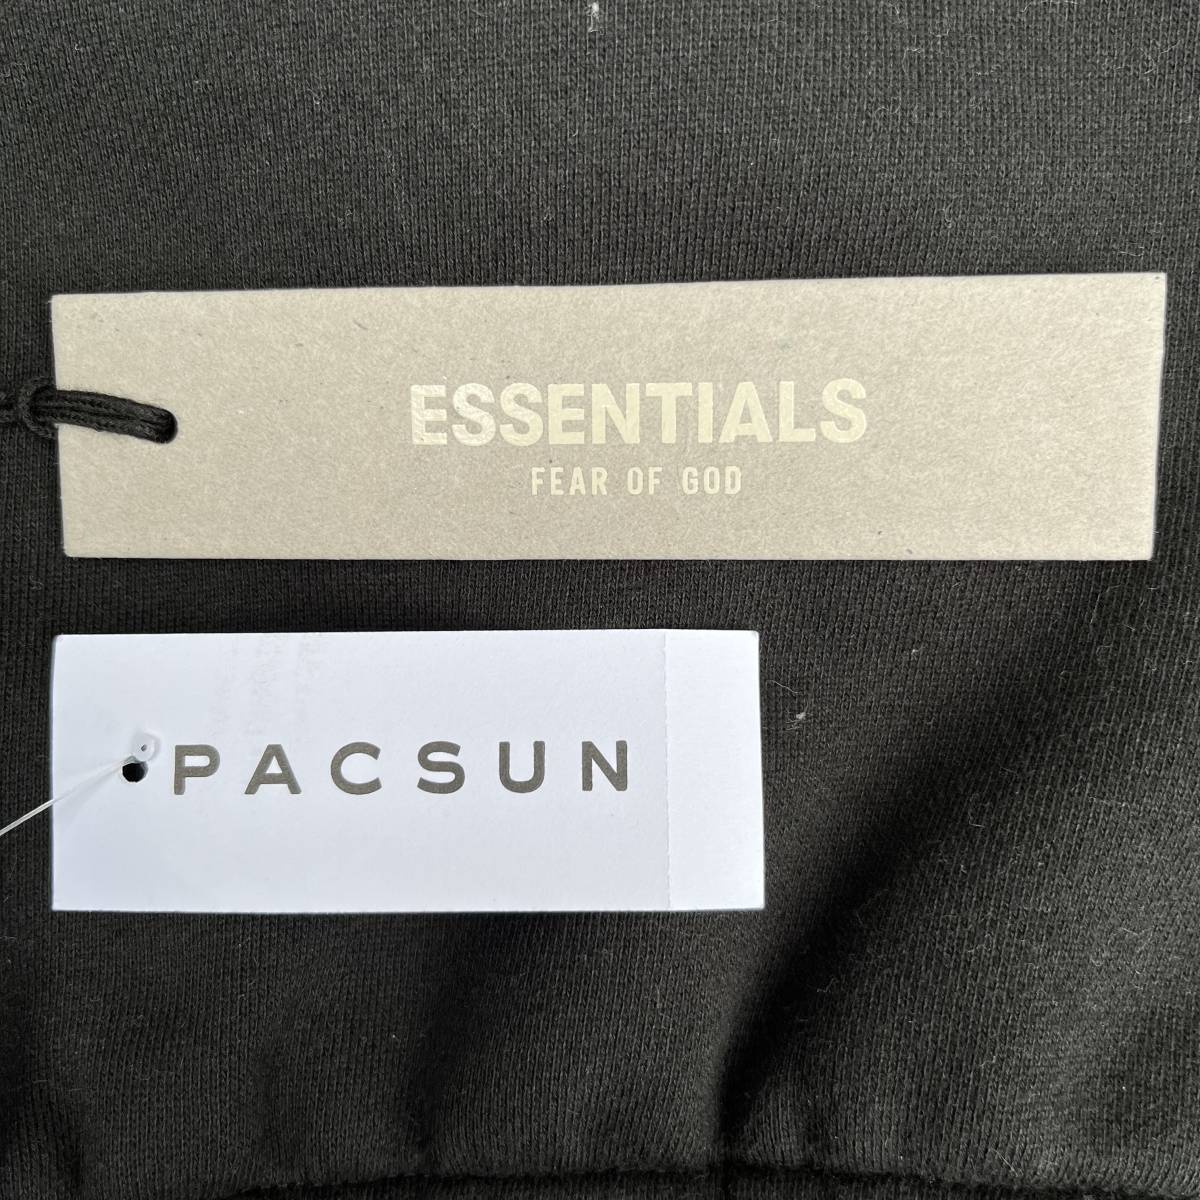 ESSENTIALS
FEAR OF GOD
PACSUN